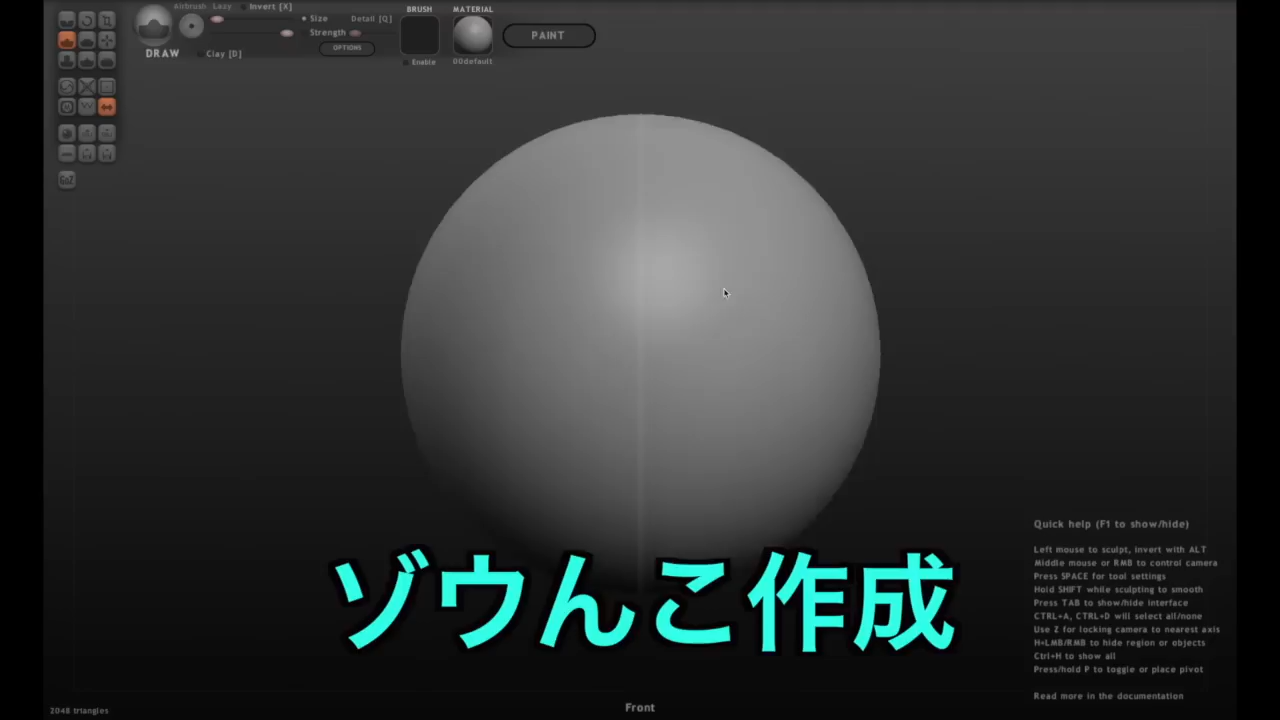 Airbrush Lazy Invert [X]
Size Detail [Q]
Strength
OPTIONS
DRAW Clay [D]
BRUSH
Enable
MATERIAL
00default
PAINT
GoZ
ゾウんこ作成
Quick help (F1 to show/hide)
Left mouse to sculpt, invert with ALT
Middle mouse or RMB to control camera
Press SPACE for tool settings
Hold SHIFT while sculpting to smooth
Press TAB to show/hide interface
CTRL+A, CTRL+D will select all/none
Use Z for locking camera to nearest axis
H+LMB/RMB to hide region or objects
Ctrl+H to show all
Press/hold P to toggle or place pivot
Read more in the documentation
2048 triangles
Front